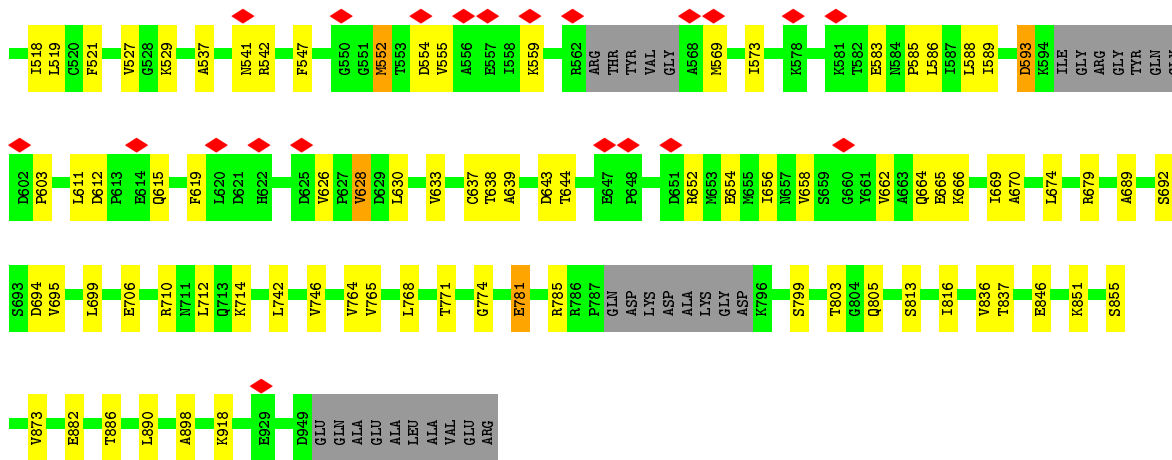 I518 L519 C520 F521 V527 G528 K529 A537 N541 R542 F547 G550 G551 M552 T553 D554 V555 A556 E557 I558 K559 R562 ARG THR TYR VAL GLY A568 M569 I573 K578 K581 T582 E583 N584 P585 L586 I587 L588 I589 D593 K594 ILE GLY ARG GLY TYR GLN
D602 P603 L611 D612 P613 E614 Q615 F619 L620 D621 H622 D625 V626 P627 V628 D629 L630 V633 C637 T638 A639 D643 T644 E647 P648 D651 R652 M653 E654 M655 I656 N657 V658 S659 G660 Y661 V662 A663 Q664 E665 K666 I669 A670 L674 R679 A689 S692
S693 D694 V695 L699 E706 R710 N711 L712 Q713 K714 L742 V746 V764 V765 L768 T771 G774 E781 R785 R786 P787 GLN ASP LYS ASP ALA LYS GLY ASP K796 S799 T803 G804 Q805 S813 I816 V836 T837 E846 K851 S855
V873 E882 T886 L890 A898 K918 E929 D949 GLU GLN ALA GLU ALA LEU ALA VAL GLU ARG